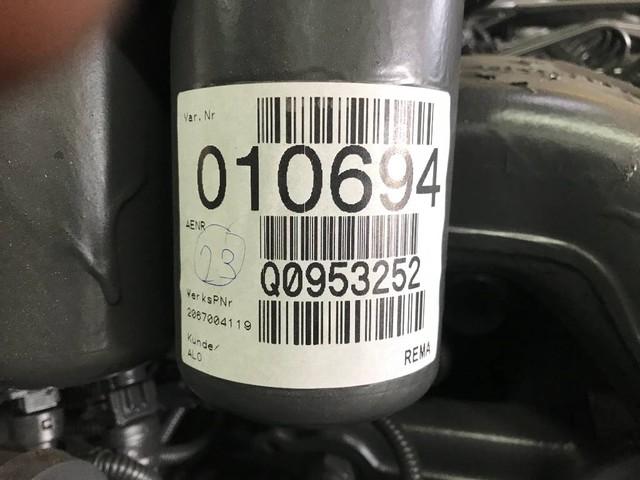 Var.Nr
010694
AENR
23
Q0953252
WerksPNr
2067004119
Kunde/
ALO
REMA